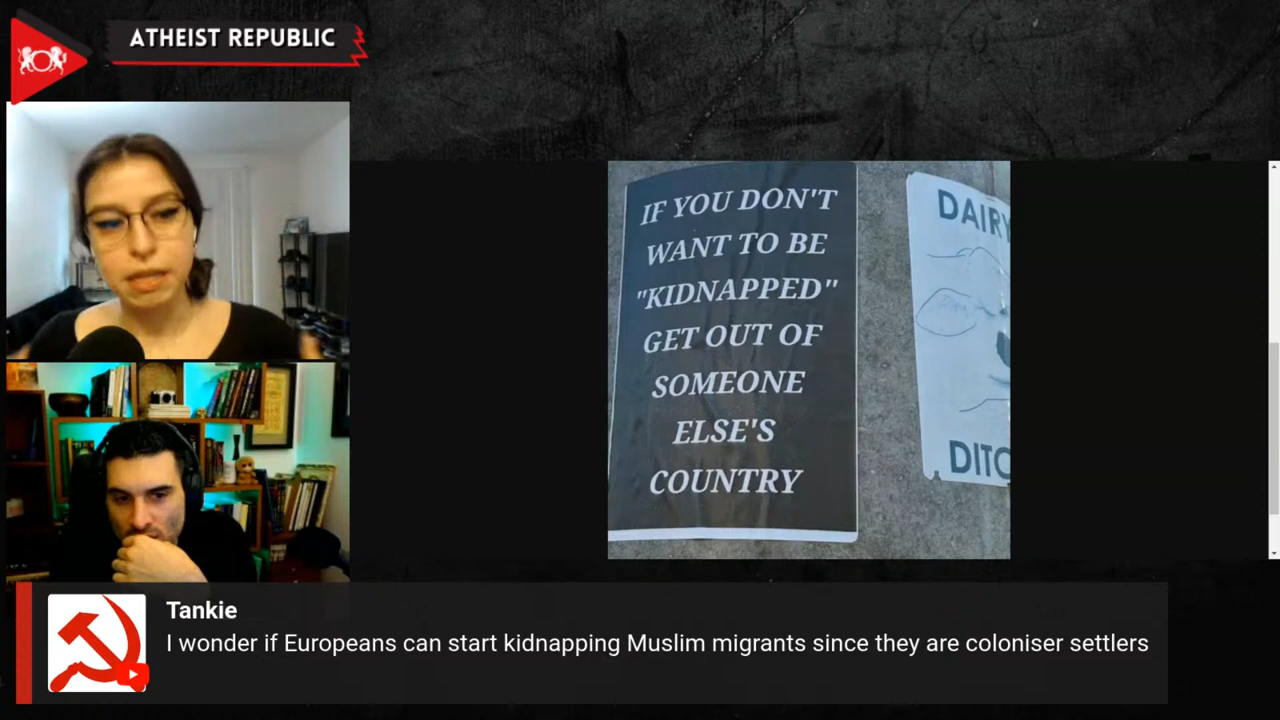 ATHEIST REPUBLIC
IF YOU DON'T
WANT TO BE
"KIDNAPPED"
GET OUT OF
SOMEONE
ELSE'S
COUNTRY
DAIRY
DITC
Tankie
I wonder if Europeans can start kidnapping Muslim migrants since they are coloniser settlers